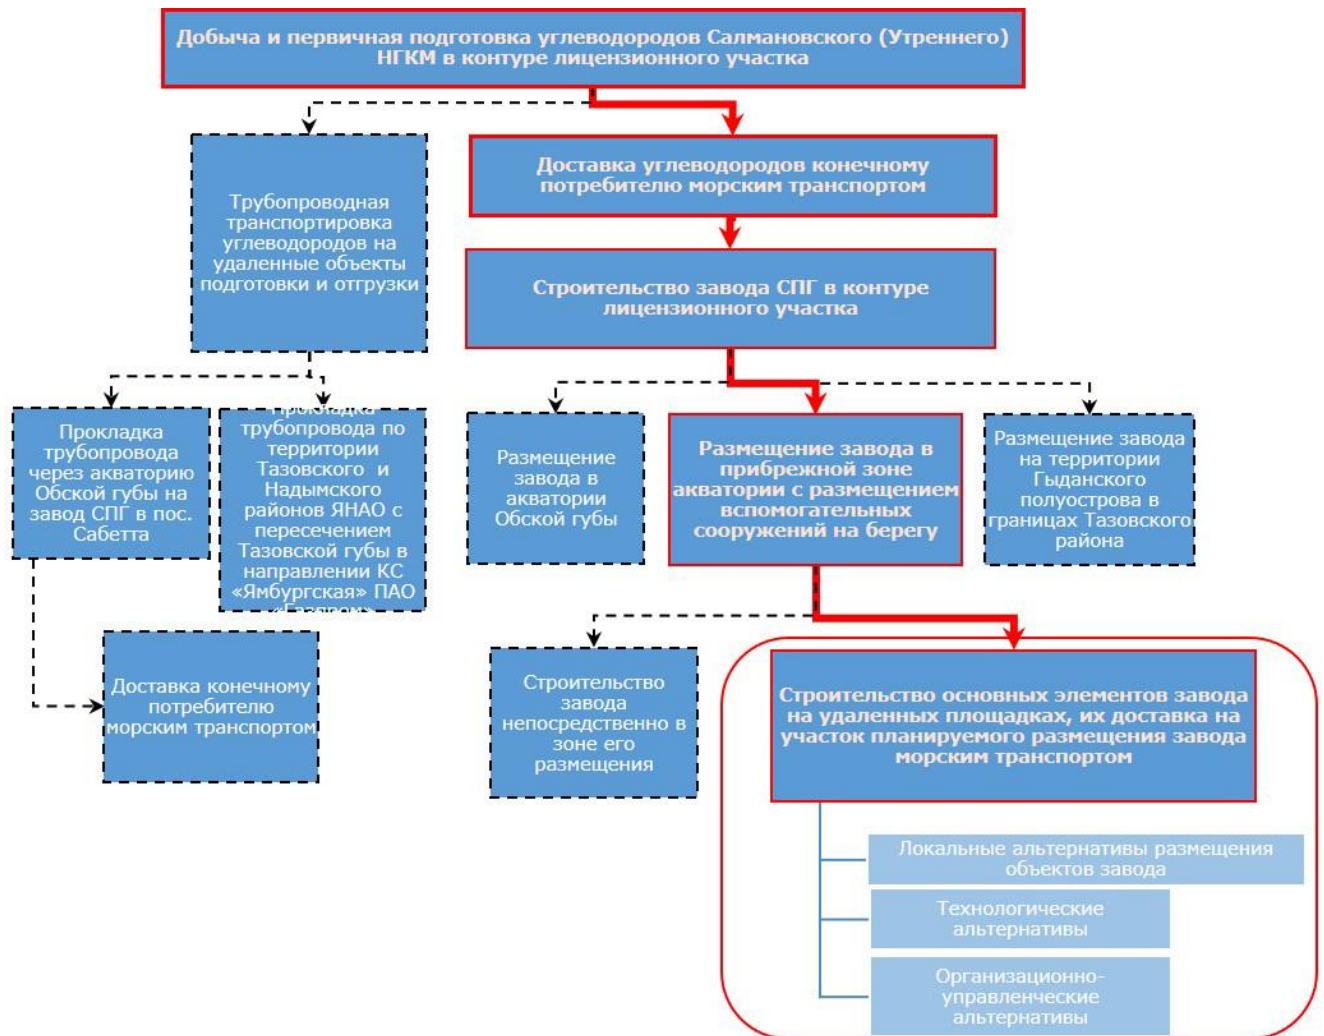 Добыча и первичная подготовка углеводородов Салмановского (Утреннего)
НГКМ в контуре лицензионного участка
Трубопроводная
транспортировка
углеводородов на
удаленные объекты
подготовки и отгрузки
Доставка углеводородов конечному
потребителю морским транспортом
Строительство завода СПГ в контуре
лицензионного участка
Прокладка
трубопровода
через акваторию
Обской губы на
завод СПГ в пос.
Сабетта
Прокладка
трубопровода по
территории
Тазовского и
Надымского
районов ЯНАО с
пересечением
Тазовской губы в
направлении КС
«Ямбургская» ПАО
«Газпром»
Размещение
завода в
акватории
Обской губы
Размещение завода в
прибрежной зоне
акватории с размещением
вспомогательных
сооружений на берегу
Размещение завода
на территории
Гыданского
полуострова в
границах Тазовского
района
Доставка конечному
потребителю
морским транспортом
Строительство
завода
непосредственно в
зоне его
размещения
Строительство основных элементов завода
на удаленных площадках, их доставка на
участок планируемого размещения завода
морским транспортом
Локальные альтернативы размещения
объектов завода
Технологические
альтернативы
Организационно-
управленческие
альтернативы